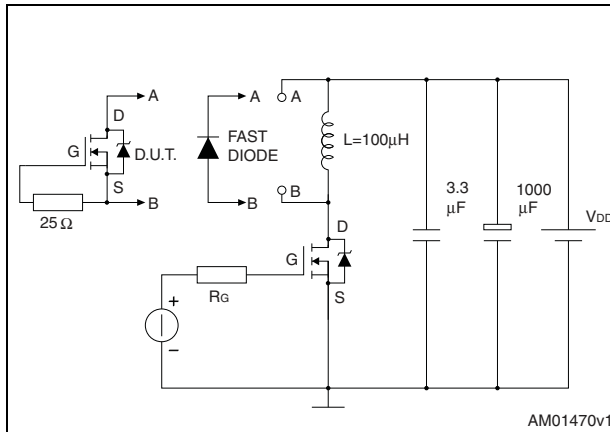 A
D
G
D.U.T.
S
B
25 Ω
A
FAST
DIODE
B
A
L=100μH
B
D
G
S
RG
+
–
3.3
μF
1000
μF
VDD
AM01470v1